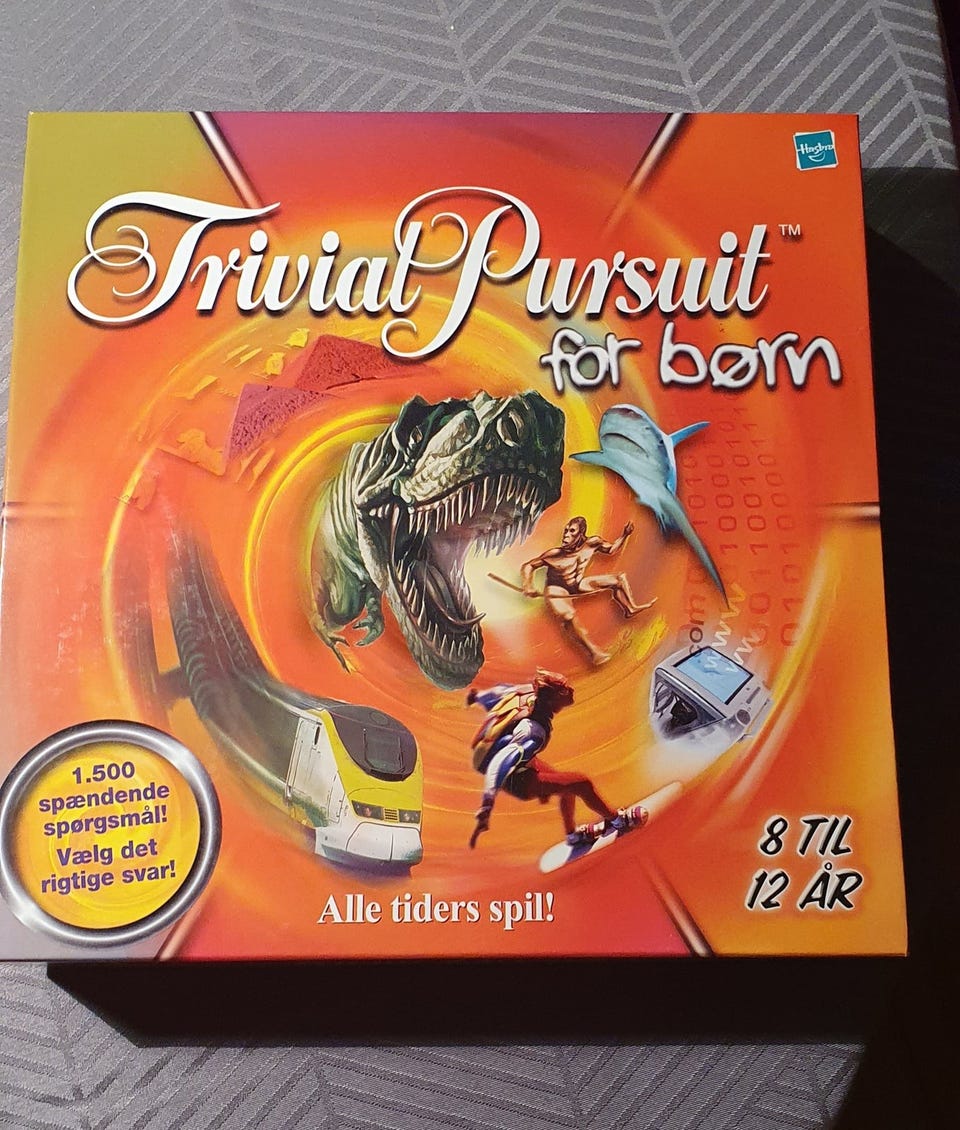 Hasbro
Trivial Pursuit™
for børn
1.500
spændende
spørgsmål!
Vælg det
rigtige svar!
Alle tiders spil!
8 TIL
12 ÅR